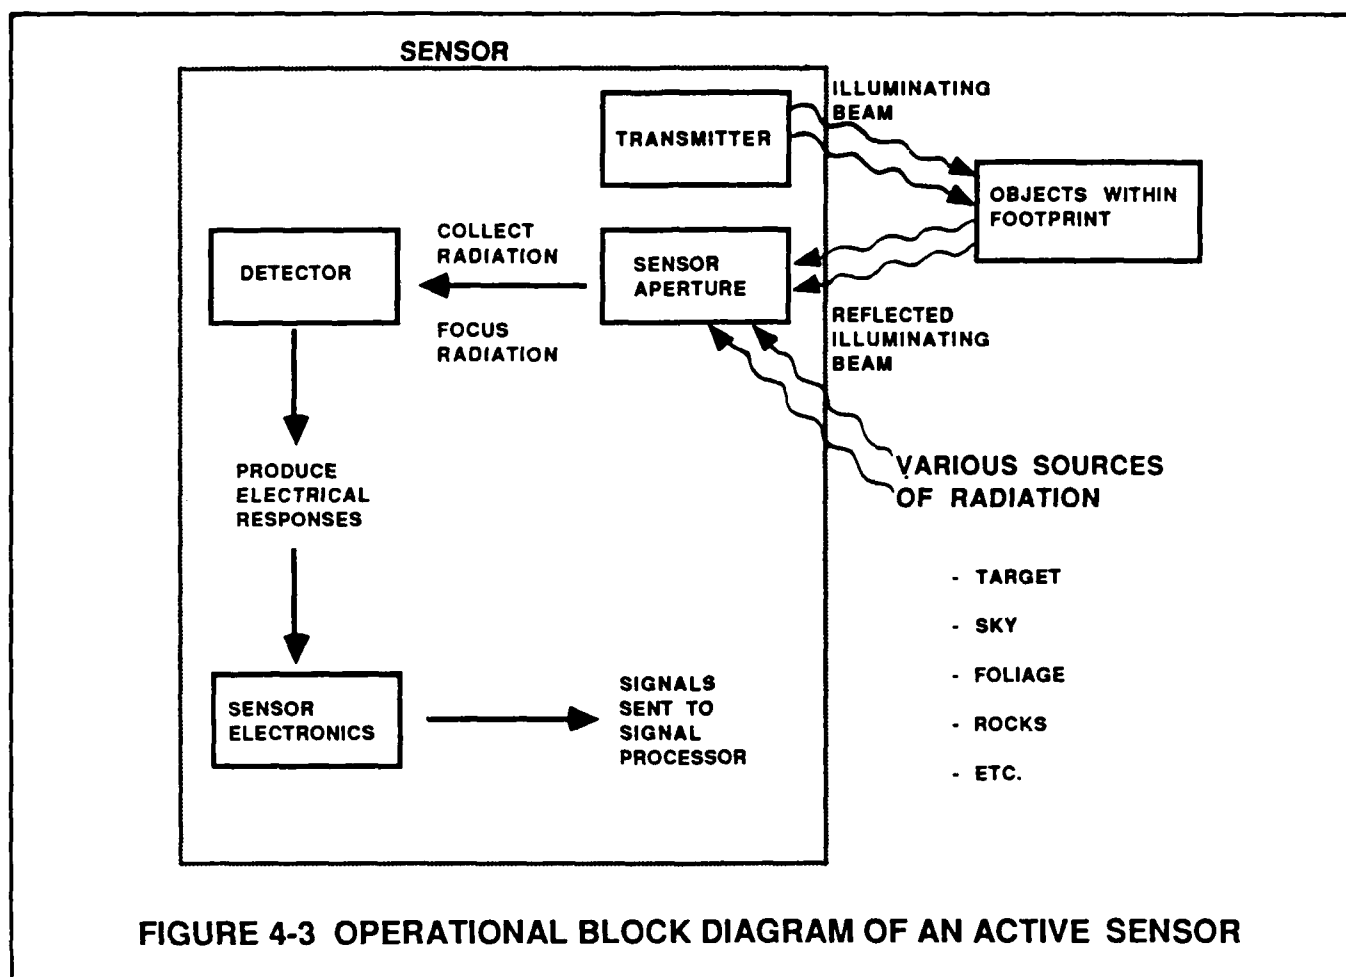 SENSOR
TRANSMITTER
ILLUMINATING
BEAM
OBJECTS WITHIN
FOOTPRINT
DETECTOR
COLLECT
RADIATION
FOCUS
RADIATION
SENSOR
APERTURE
REFLECTED
ILLUMINATING
BEAM
VARIOUS SOURCES
OF RADIATION
- TARGET
- SKY
- FOLIAGE
- ROCKS
- ETC.
PRODUCE
ELECTRICAL
RESPONSES
SENSOR
ELECTRONICS
SIGNALS
SENT TO
SIGNAL
PROCESSOR
FIGURE 4-3 OPERATIONAL BLOCK DIAGRAM OF AN ACTIVE SENSOR